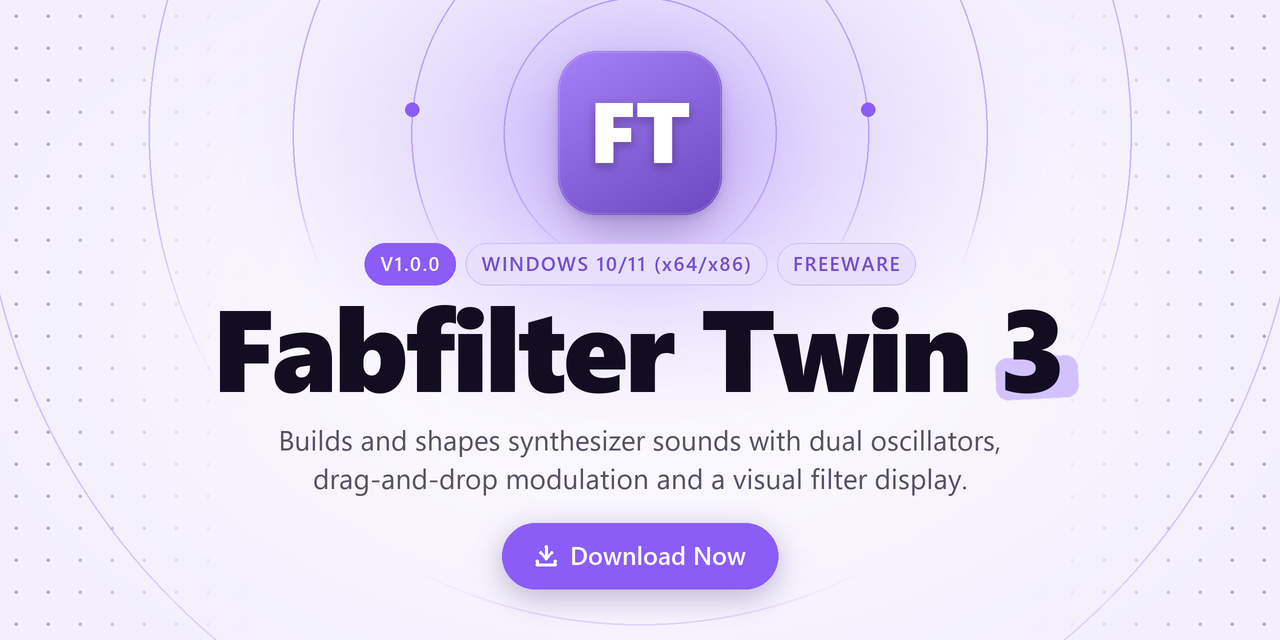 FT
V1.0.0
WINDOWS 10/11 (x64/x86)
FREEWARE
Fabfilter Twin 3
Builds and shapes synthesizer sounds with dual oscillators,
drag-and-drop modulation and a visual filter display.
Download Now